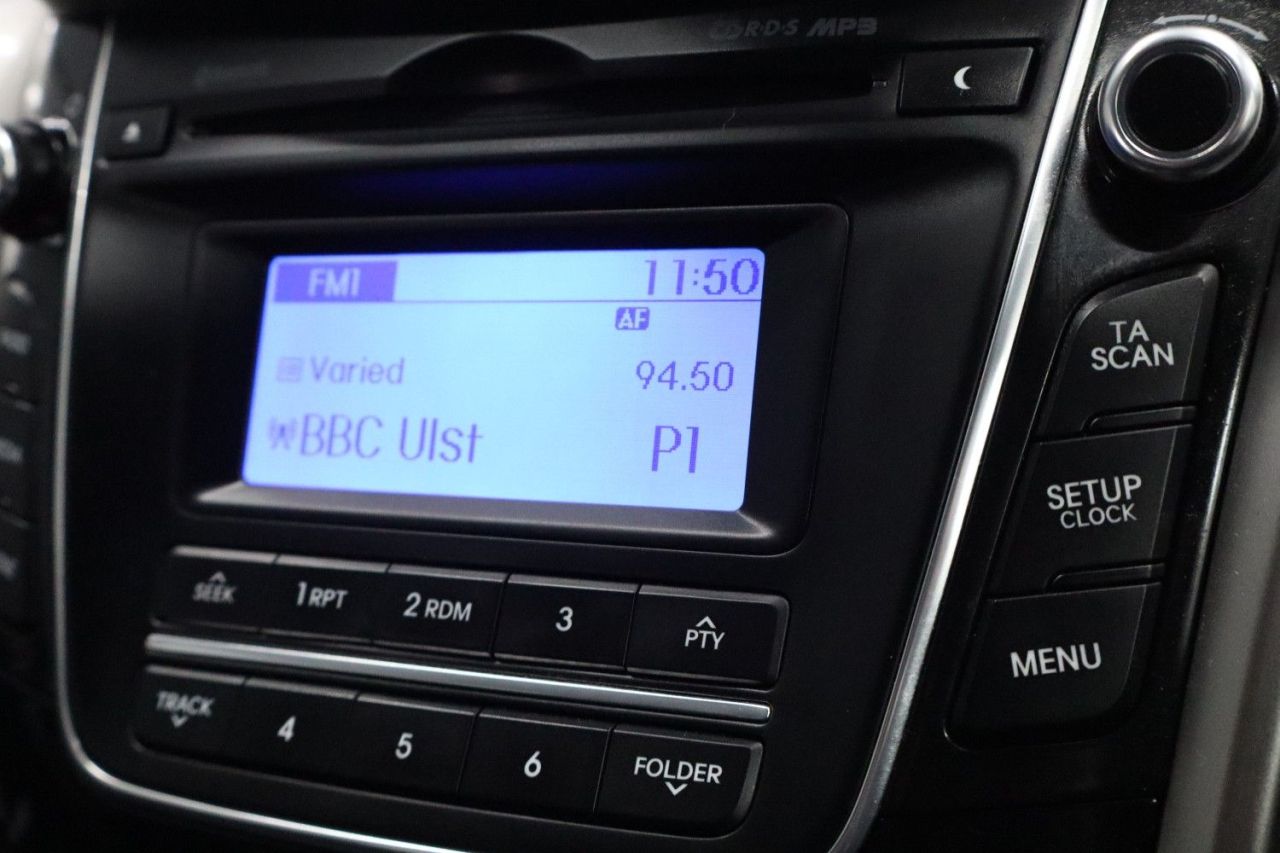 R·D·S MP3
FM1 11:50
AF
Varied 94.50
BBC Ulst P1
TA
SCAN
SETUP
CLOCK
MENU
SEEK 1 RPT 2 RDM 3 PTY
TRACK 4 5 6 FOLDER